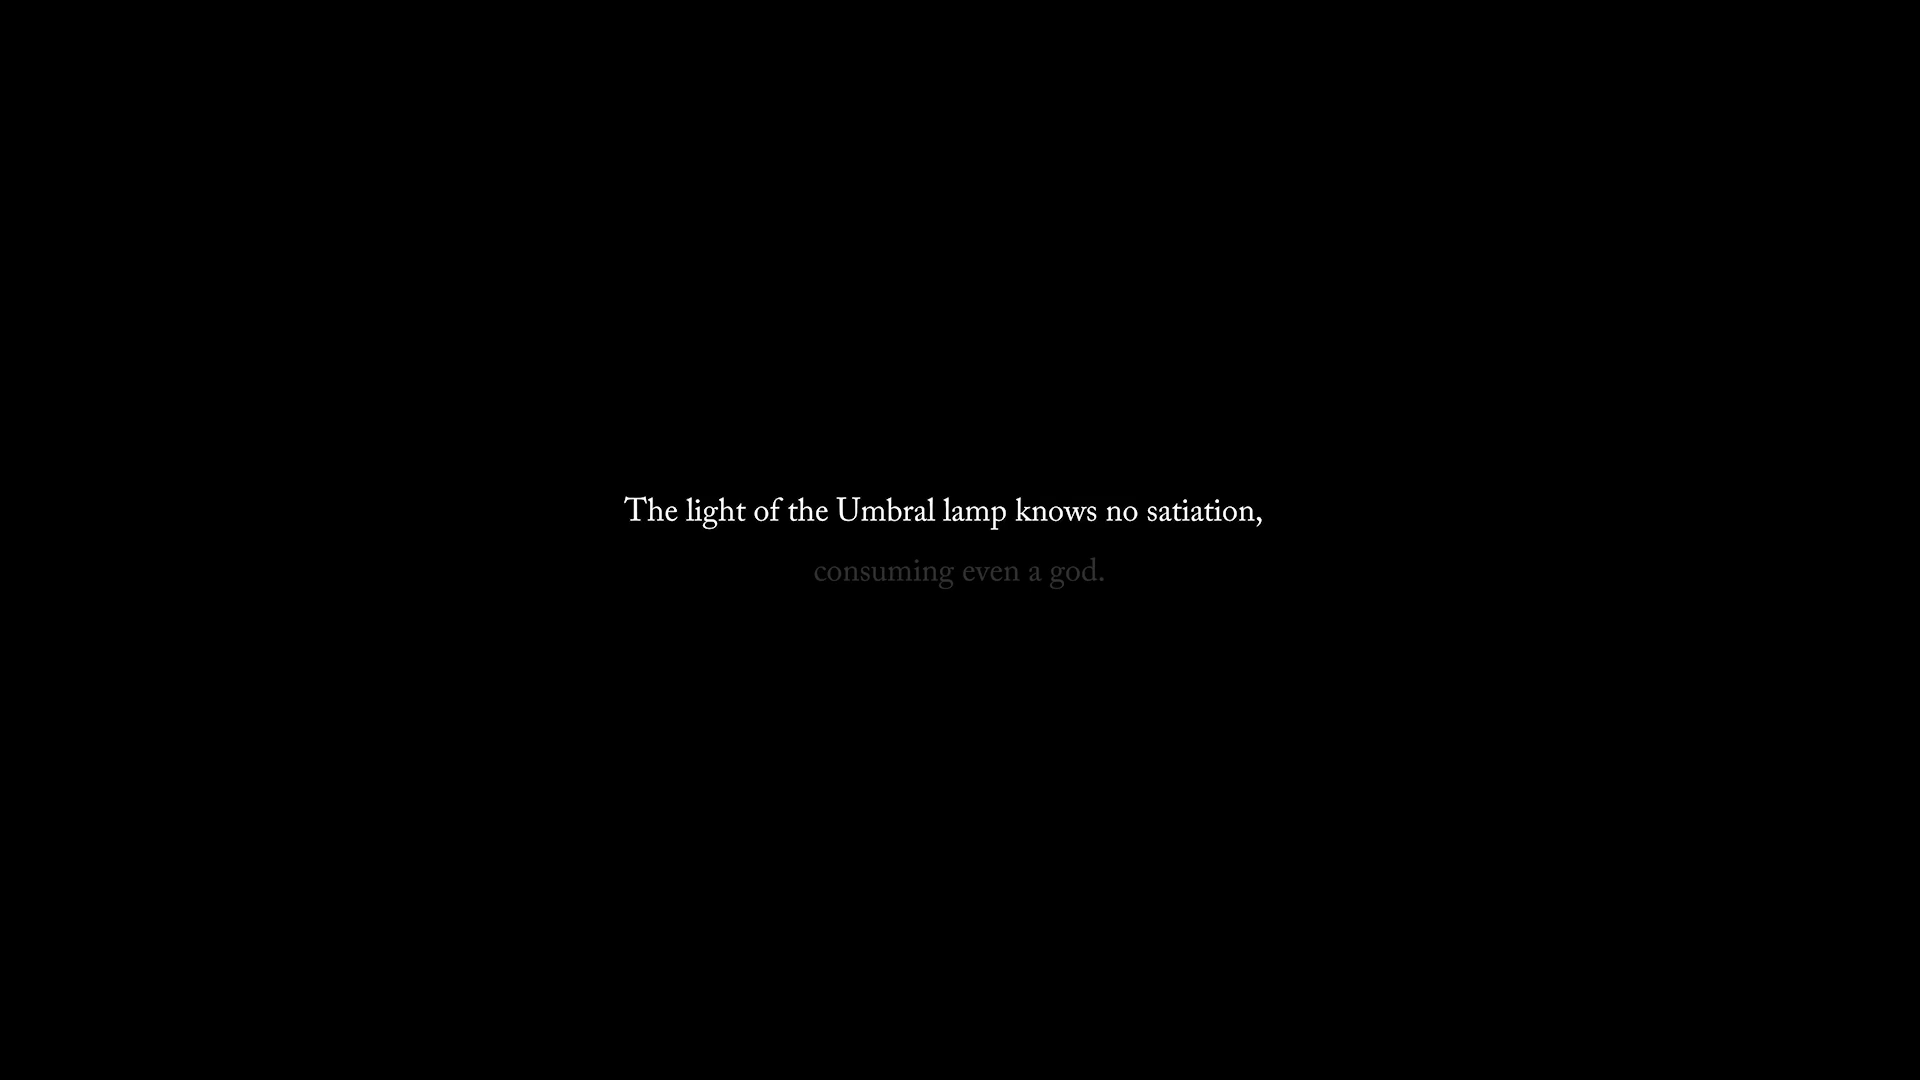 The light of the Umbral lamp knows no satiation,
consuming even a god.